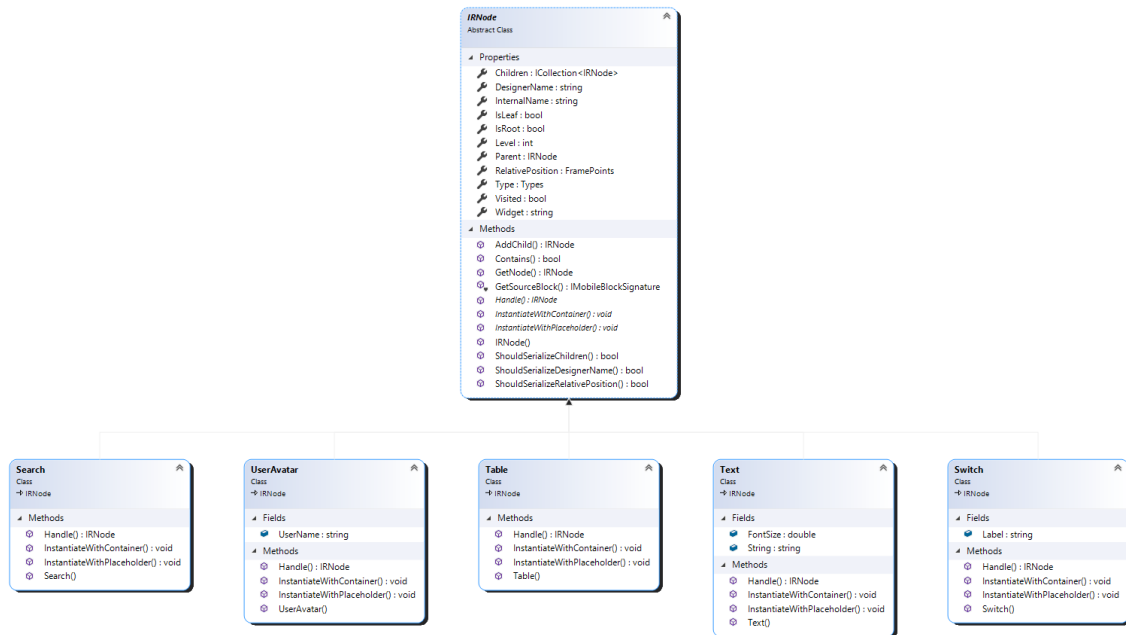 IRNode
Abstract Class
Properties
Children : ICollection<IRNode>
DesignerName : string
InternalName : string
IsLeaf : bool
IsRoot : bool
Level : int
Parent : IRNode
RelativePosition : FramePoints
Type : Types
Visited : bool
Widget : string
Methods
AddChild() : IRNode
Contains() : bool
GetNode() : IRNode
GetSourceBlock() : IMobileBlockSignature
Handle() : IRNode
InstantiateWithContainer() : void
InstantiateWithPlaceholder() : void
IRNode()
ShouldSerializeChildren() : bool
ShouldSerializeDesignerName() : bool
ShouldSerializeRelativePosition() : bool
Search
Class
IRNode
Methods
Handle() : IRNode
InstantiateWithContainer() : void
InstantiateWithPlaceholder() : void
Search()
UserAvatar
Class
IRNode
Fields
UserName : string
Methods
Handle() : IRNode
InstantiateWithContainer() : void
InstantiateWithPlaceholder() : void
UserAvatar()
Table
Class
IRNode
Methods
Handle() : IRNode
InstantiateWithContainer() : void
InstantiateWithPlaceholder() : void
Table()
Text
Class
IRNode
Fields
FontSize : double
String : string
Methods
Handle() : IRNode
InstantiateWithContainer() : void
InstantiateWithPlaceholder() : void
Text()
Switch
Class
IRNode
Fields
Label : string
Methods
Handle() : IRNode
InstantiateWithContainer() : void
InstantiateWithPlaceholder() : void
Switch()